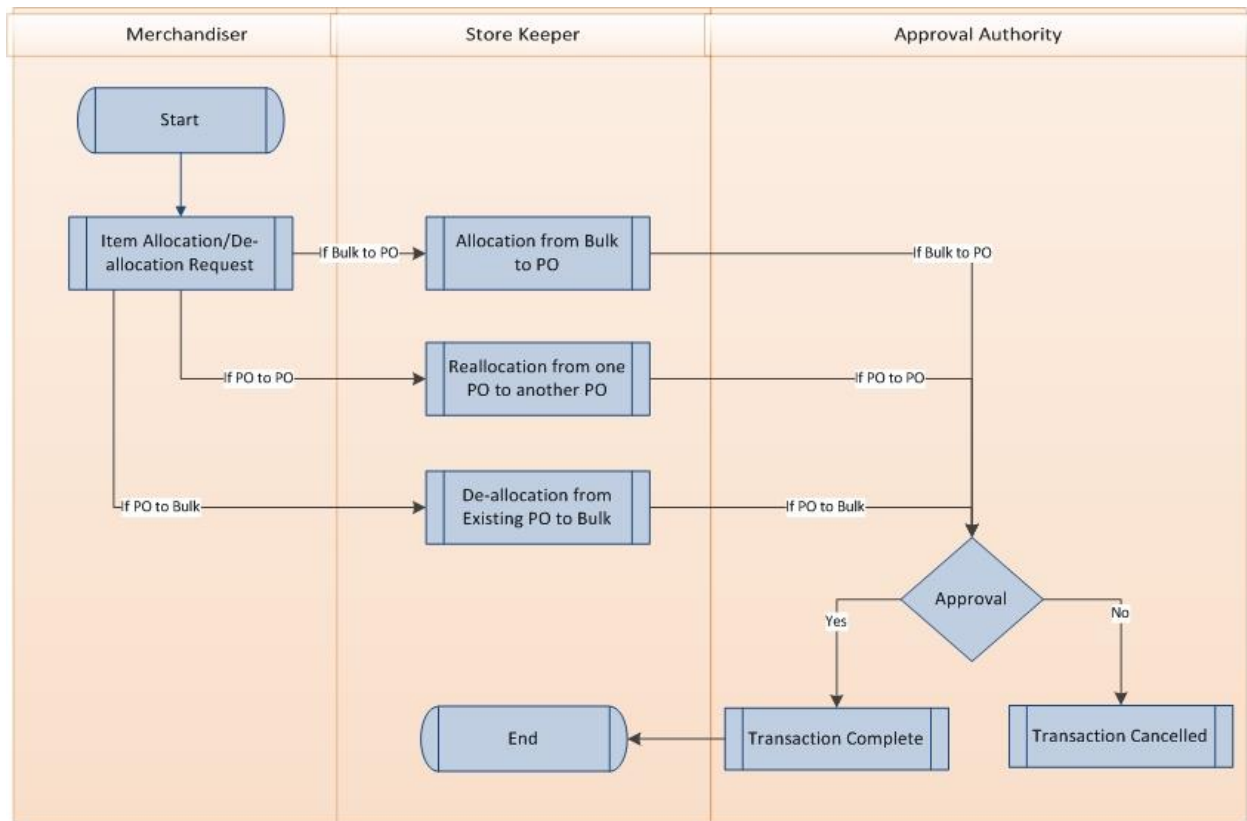 Merchandiser
Store Keeper
Approval Authority
Start
Item Allocation/De-
allocation Request
If Bulk to PO
Allocation from Bulk
to PO
If Bulk to PO
If PO to PO
Reallocation from one
PO to another PO
If PO to PO
If PO to Bulk
De-allocation from
Existing PO to Bulk
If PO to Bulk
Approval
Yes
No
End
Transaction Complete
Transaction Cancelled